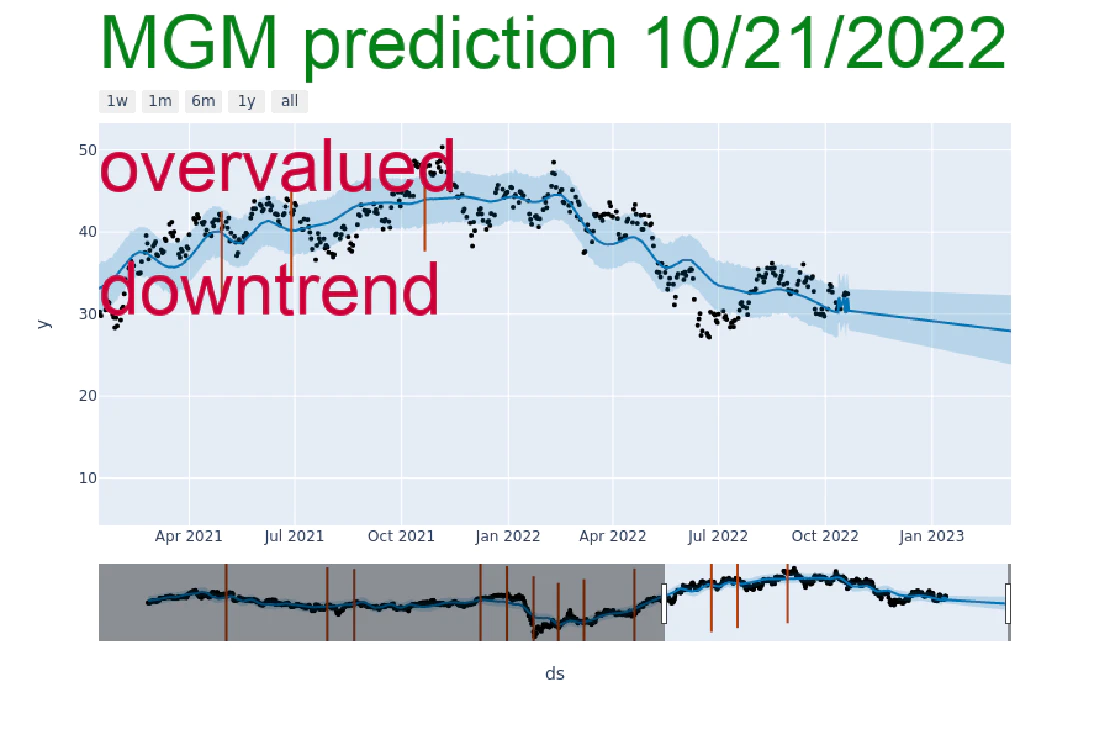 MGM prediction 10/21/2022
1w 1m 6m 1y all
overvalued
downtrend
50
40
30
20
10
y
Apr 2021 Jul 2021 Oct 2021 Jan 2022 Apr 2022 Jul 2022 Oct 2022 Jan 2023
ds